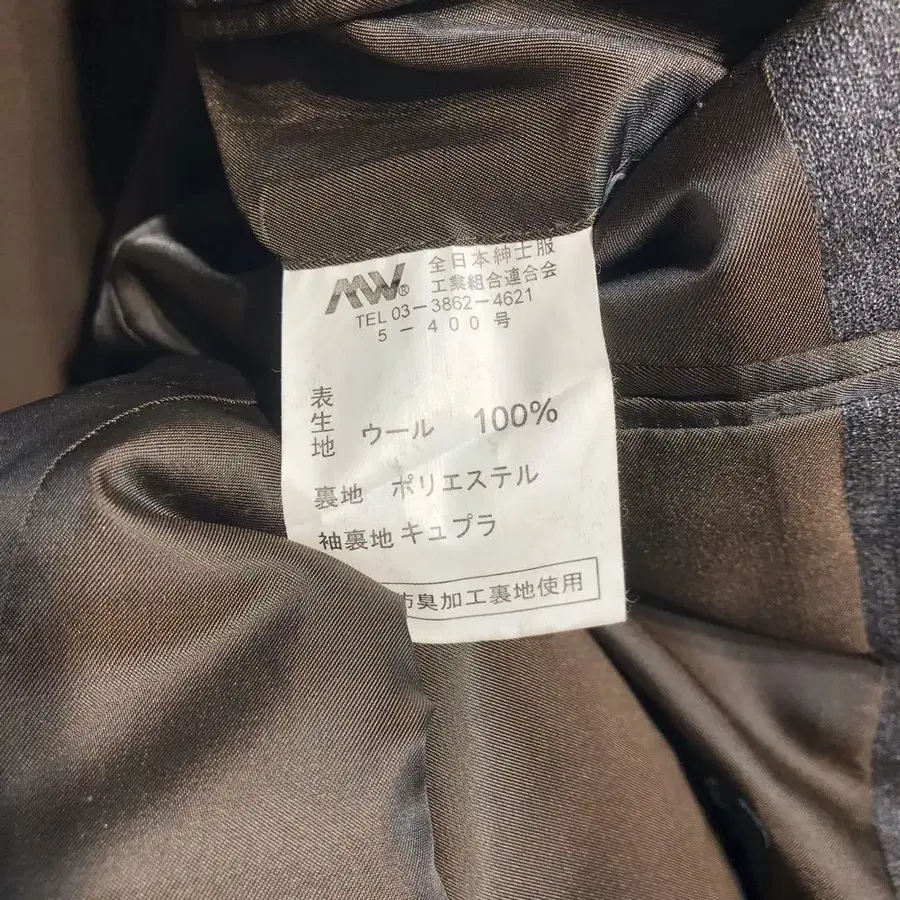 MW® 全日本紳士服
工業組合連合会
TEL 03-3862-4621
5-400号
表生地 ウール 100%
裏地 ポリエステル
袖裏地 キュプラ
臭加工裏地使用